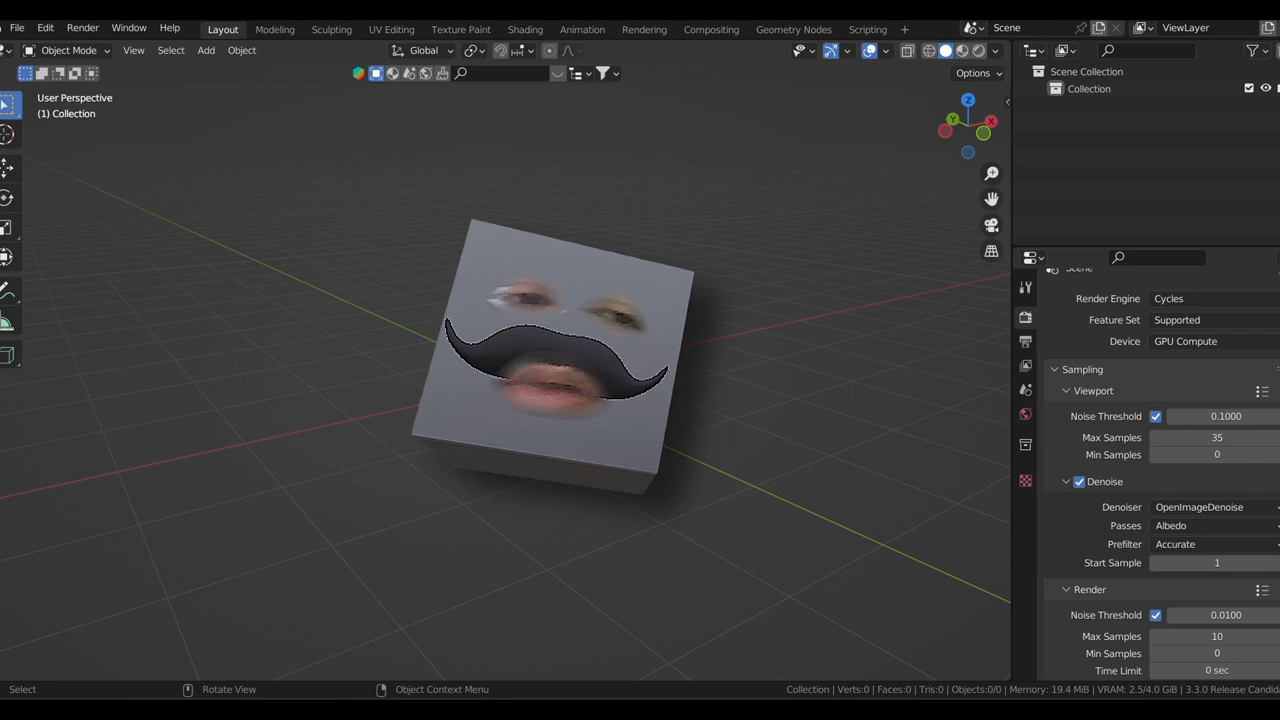 File Edit Render Window Help Layout Modeling Sculpting UV Editing Texture Paint Shading Animation Rendering Compositing Geometry Nodes Scripting + Scene ViewLayer
Object Mode View Select Add Object Global
Options
User Perspective
(1) Collection
Z
Y
X
Scene Collection
Collection
Scene
Render Engine Cycles
Feature Set Supported
Device GPU Compute
Sampling
Viewport
Noise Threshold 0.1000
Max Samples 35
Min Samples 0
Denoise
Denoiser OpenImageDenoise
Passes Albedo
Prefilter Accurate
Start Sample 1
Render
Noise Threshold 0.0100
Max Samples 10
Min Samples 0
Time Limit 0 sec
Select Rotate View Object Context Menu Collection | Verts:0 | Faces:0 | Tris:0 | Objects:0/0 | Memory: 19.4 MiB | VRAM: 2.5/4.0 GiB | 3.3.0 Release Candida